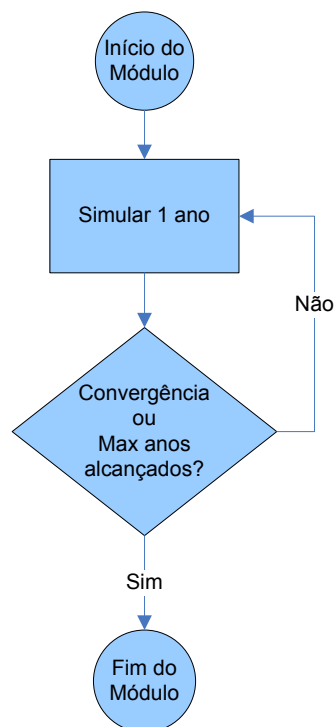 Início do
Módulo
Simular 1 ano
Não
Convergência
ou
Max anos
alcançados?
Sim
Fim do
Módulo